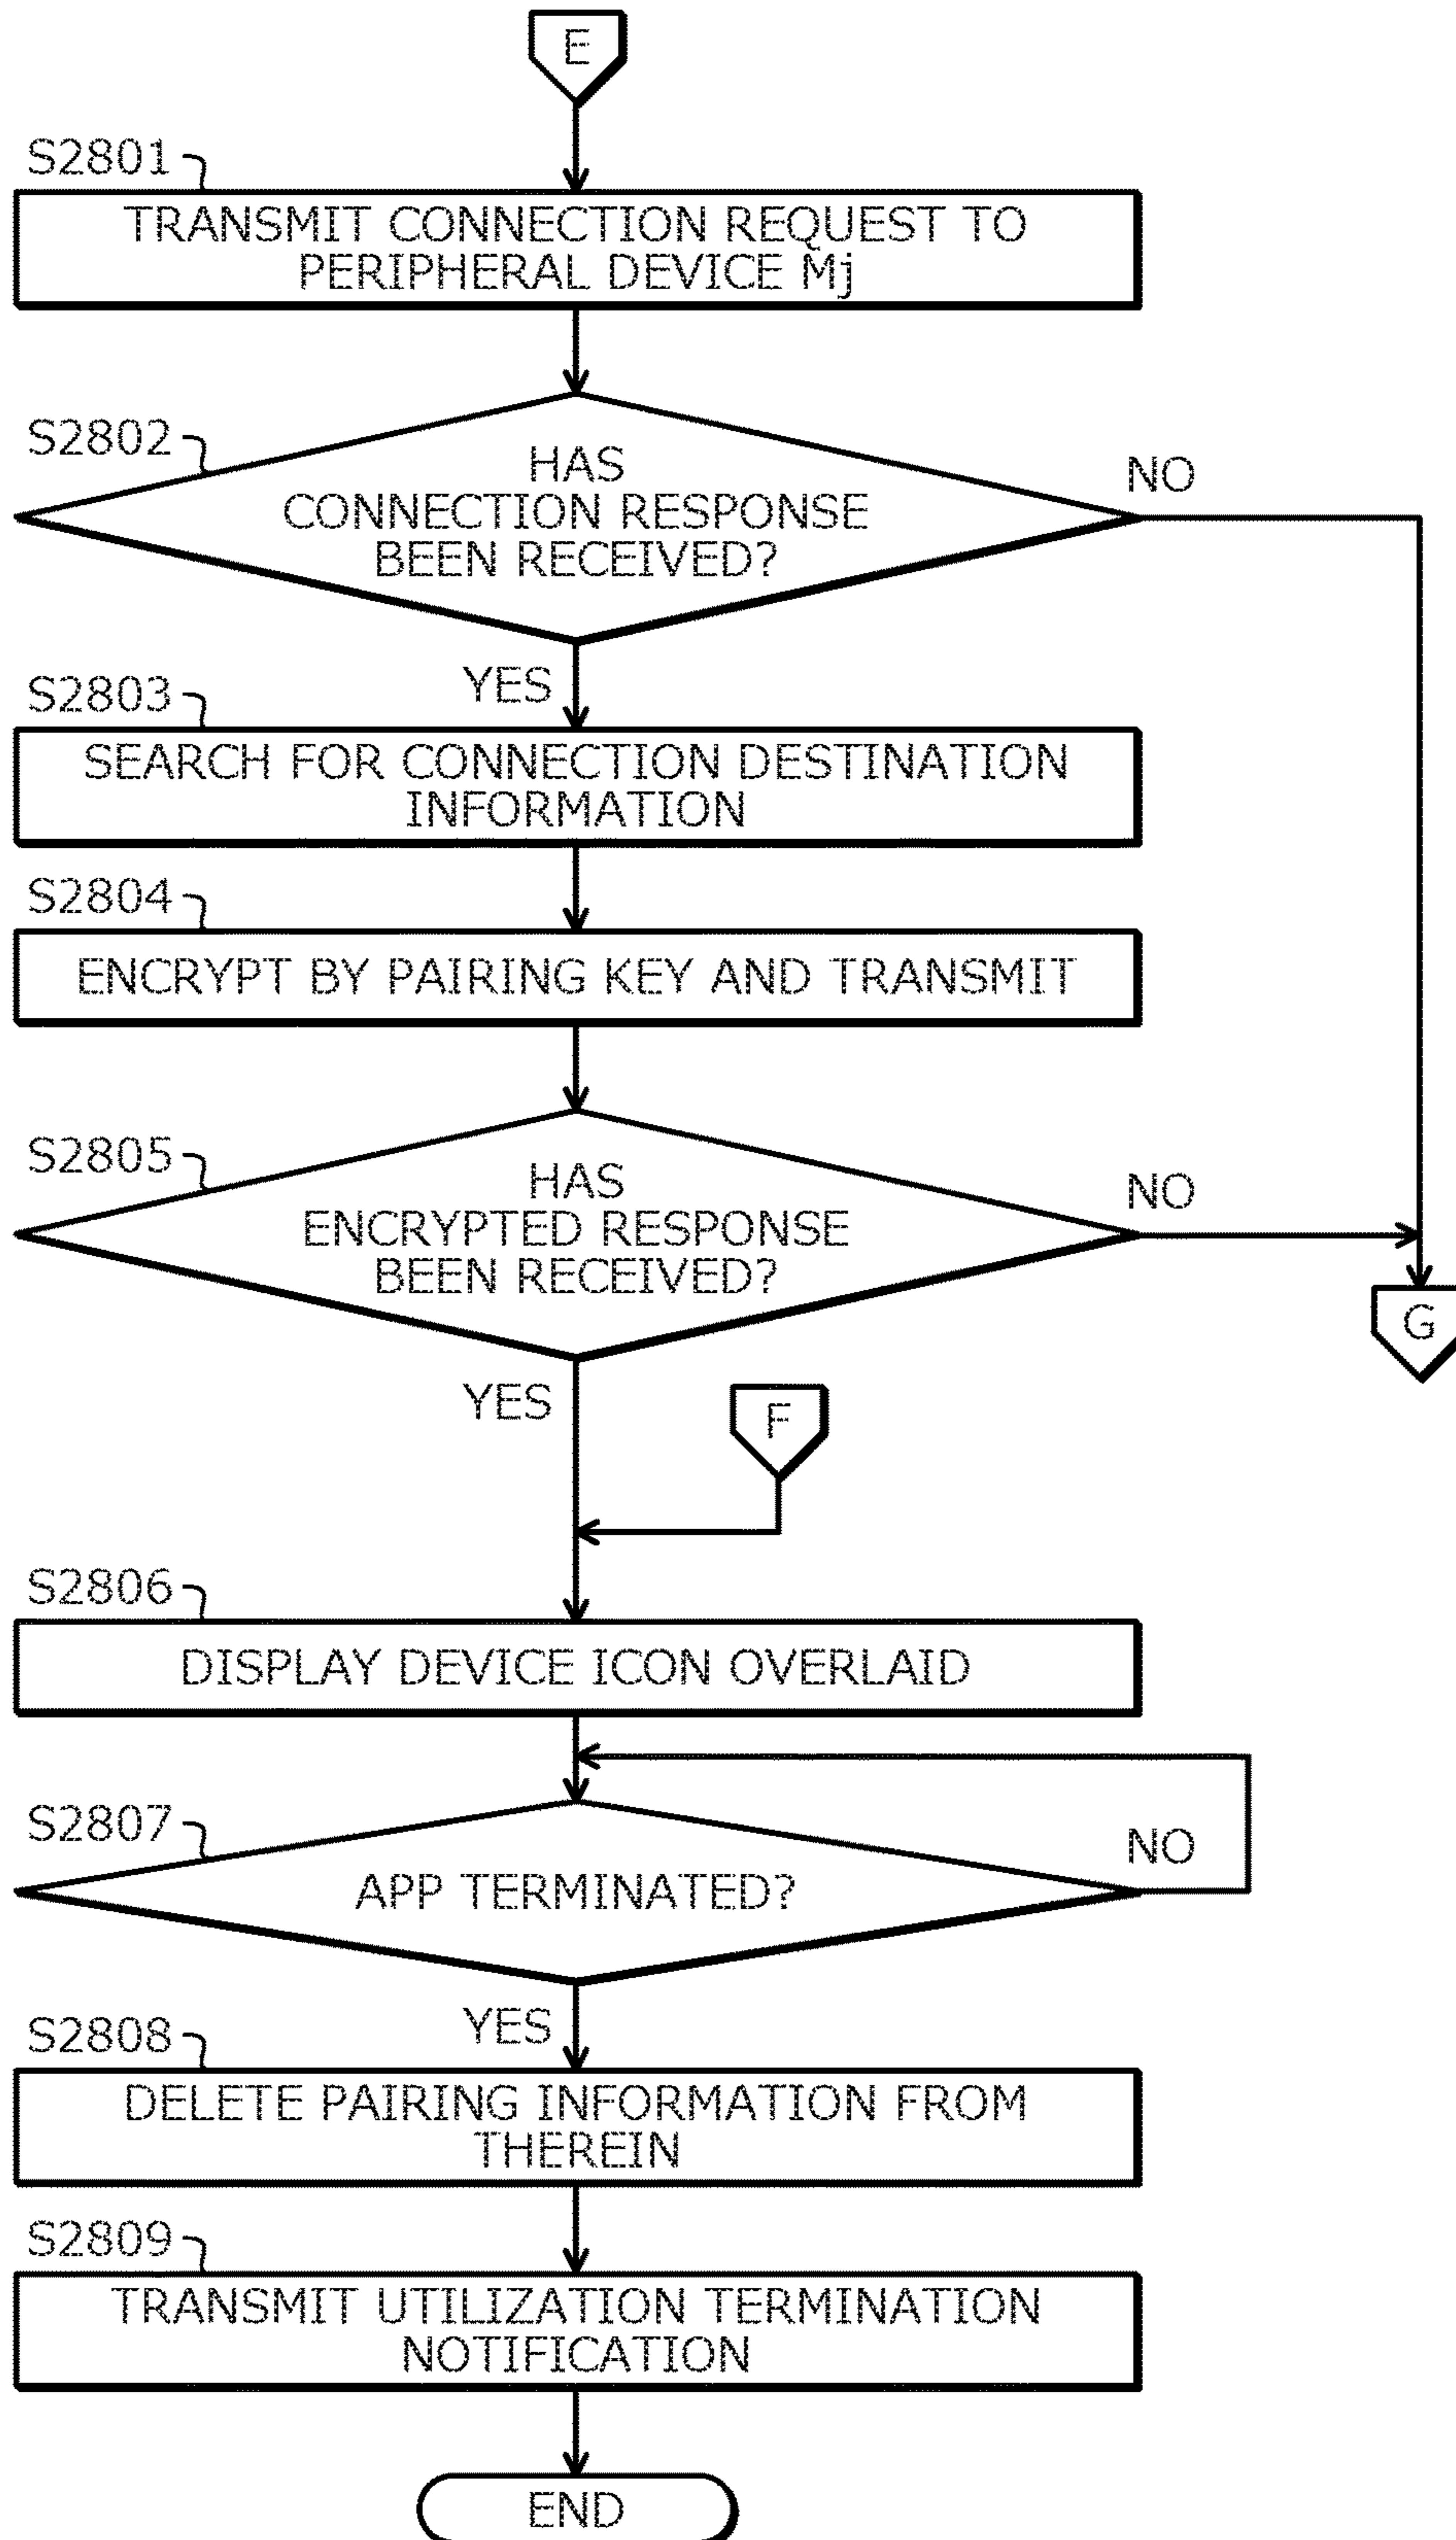 E
S2801
TRANSMIT CONNECTION REQUEST TO
PERIPHERAL DEVICE Mj
S2802
HAS
CONNECTION RESPONSE
BEEN RECEIVED?
NO
YES
S2803
SEARCH FOR CONNECTION DESTINATION
INFORMATION
S2804
ENCRYPT BY PAIRING KEY AND TRANSMIT
S2805
HAS
ENCRYPTED RESPONSE
BEEN RECEIVED?
NO
G
YES
F
S2806
DISPLAY DEVICE ICON OVERLAID
S2807
APP TERMINATED?
NO
YES
S2808
DELETE PAIRING INFORMATION FROM
THEREIN
S2809
TRANSMIT UTILIZATION TERMINATION
NOTIFICATION
END